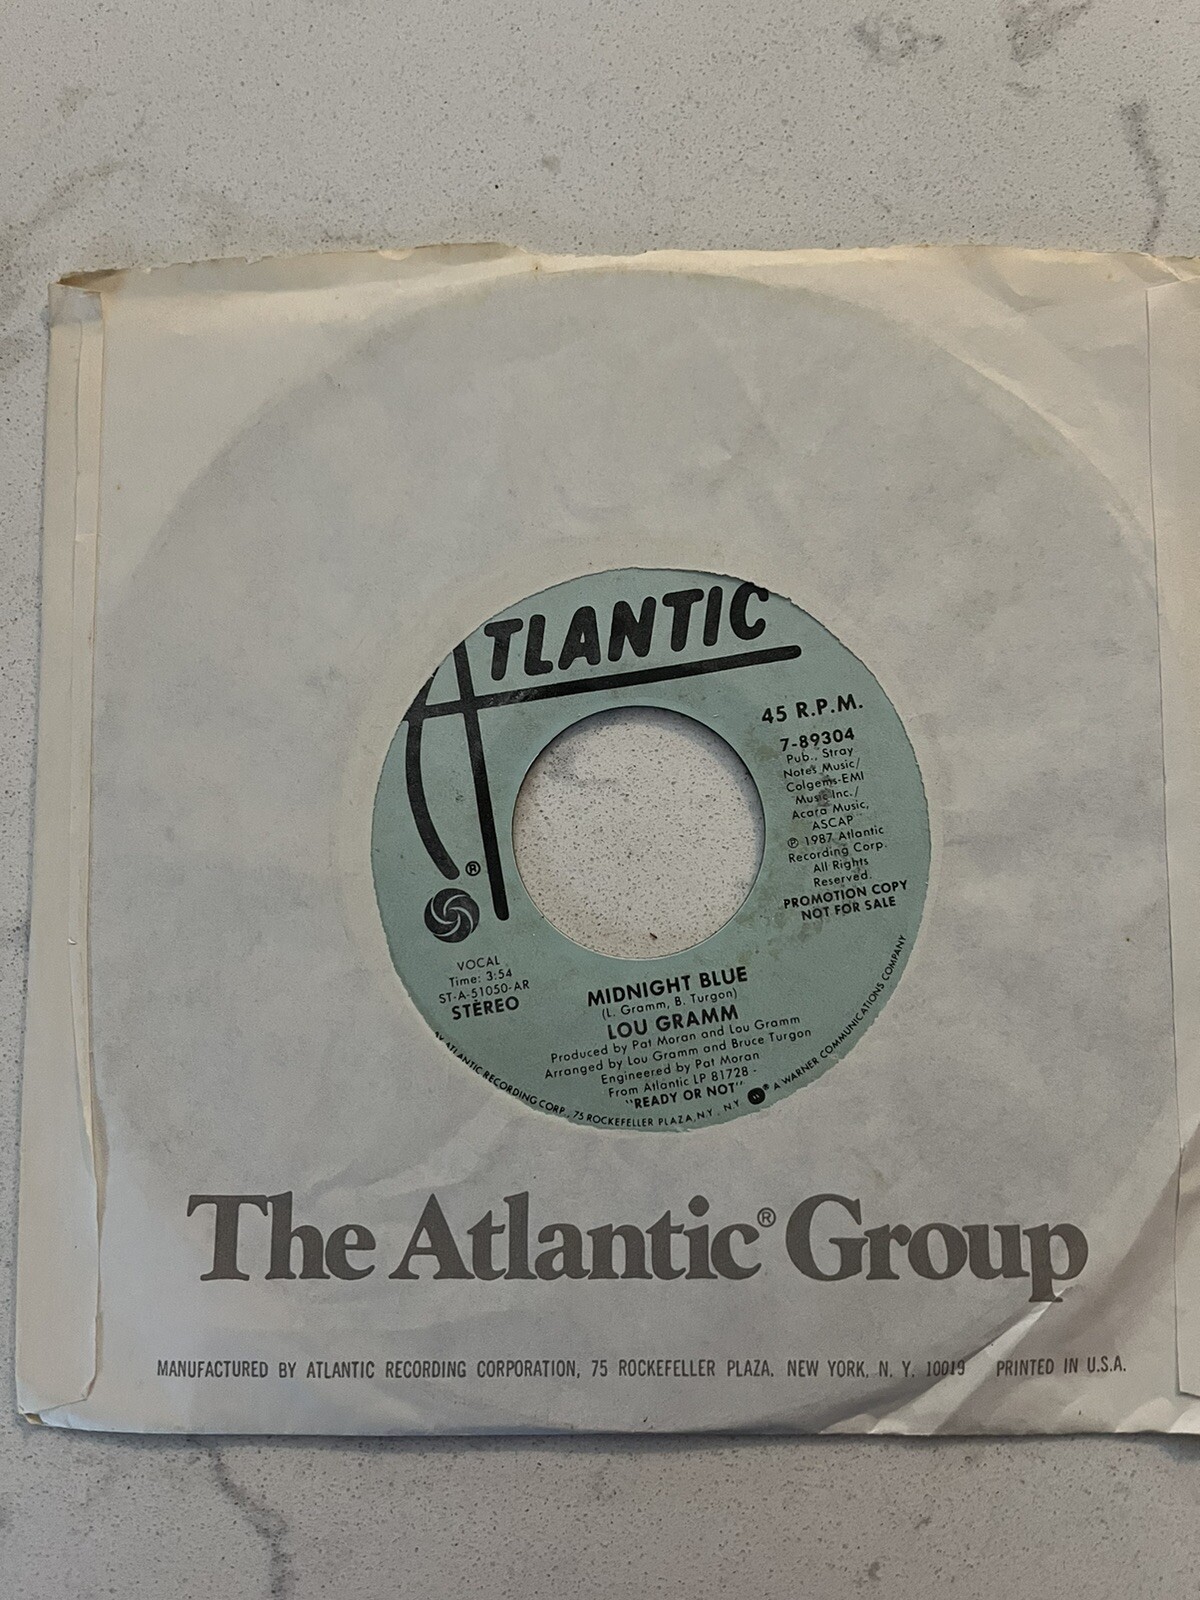 ATLANTIC
®
45 R.P.M.
7-89304
Pub., Stray
Notes Music/
Colgems-EMI
Music Inc./
Acara Music,
ASCAP
℗ 1987 Atlantic
Recording Corp.
All Rights
Reserved.
PROMOTION COPY
NOT FOR SALE
VOCAL
Time: 3:54
ST-A-51050-AR
STEREO
MIDNIGHT BLUE
(L. Gramm, B. Turgon)
LOU GRAMM
Produced by Pat Moran and Lou Gramm
Arranged by Lou Gramm and Bruce Turgon
Engineered by Pat Moran
From Atlantic LP 81728 -
"READY OR NOT"
BY ATLANTIC RECORDING CORP., 75 ROCKEFELLER PLAZA, N.Y., N.Y. ® A WARNER COMMUNICATIONS COMPANY
The Atlantic® Group
MANUFACTURED BY ATLANTIC RECORDING CORPORATION, 75 ROCKEFELLER PLAZA, NEW YORK, N. Y. 10019 PRINTED IN U.S.A.